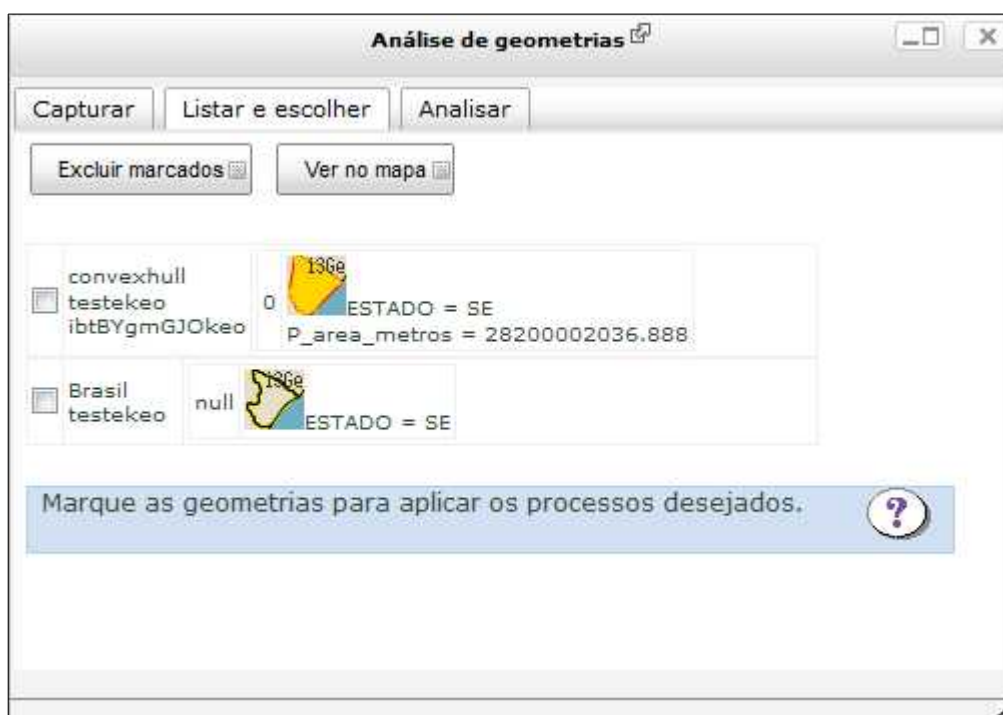 Análise de geometrias
Capturar
Listar e escolher
Analisar
Excluir marcados
Ver no mapa
convexhull
testekeo
ibtBYgmGJOkeo
0
13Ge
ESTADO = SE
P_area_metros = 28200002036.888
Brasil
testekeo
null
13Ge
ESTADO = SE
Marque as geometrias para aplicar os processos desejados.
?